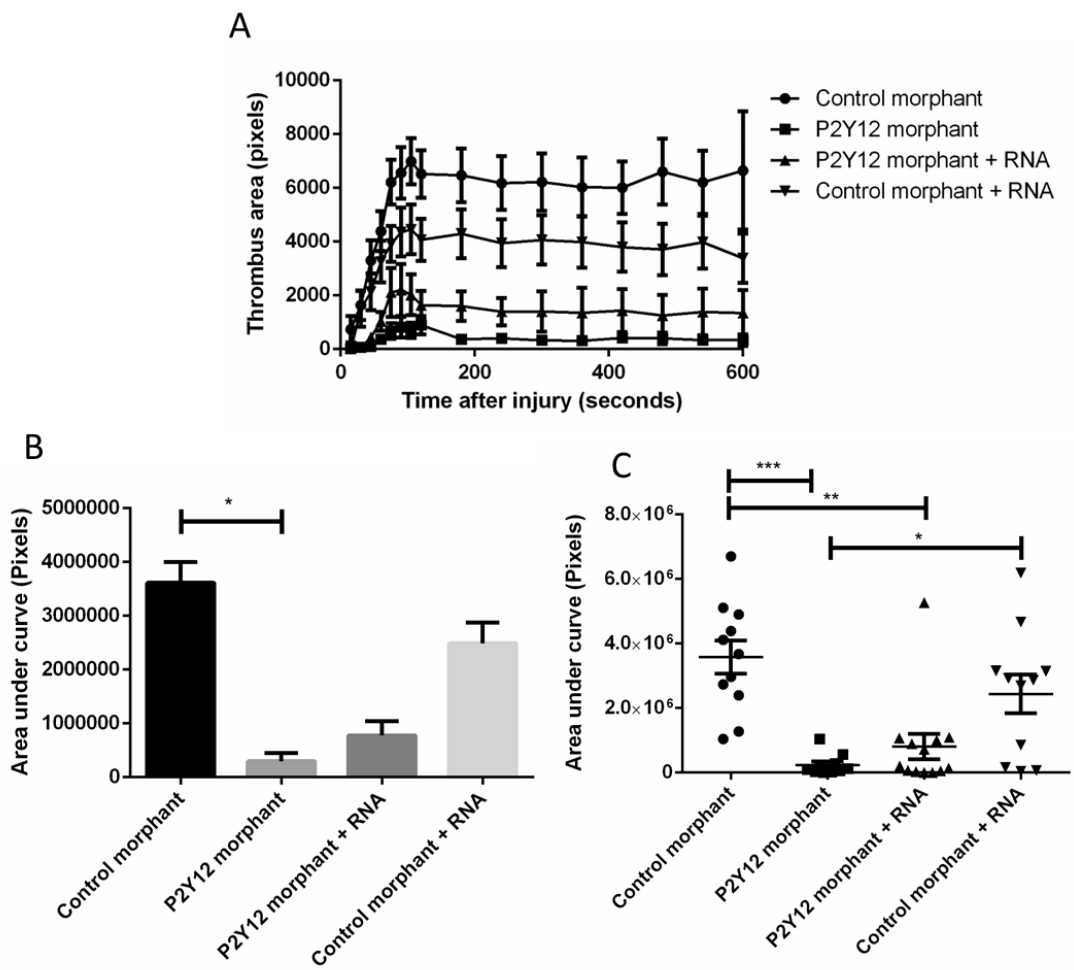 A
Thrombus area (pixels)
10000
8000
6000
4000
2000
0
0
200
400
600
Time after injury (seconds)
Control morphant
P2Y12 morphant
P2Y12 morphant + RNA
Control morphant + RNA
B
Area under curve (Pixels)
5000000
4000000
3000000
2000000
1000000
0
*
Control morphant
P2Y12 morphant
P2Y12 morphant + RNA
Control morphant + RNA
C
Area under curve (Pixels)
8.0×10⁶
6.0×10⁶
4.0×10⁶
2.0×10⁶
0
***
**
*
Control morphant
P2Y12 morphant
P2Y12 morphant + RNA
Control morphant + RNA